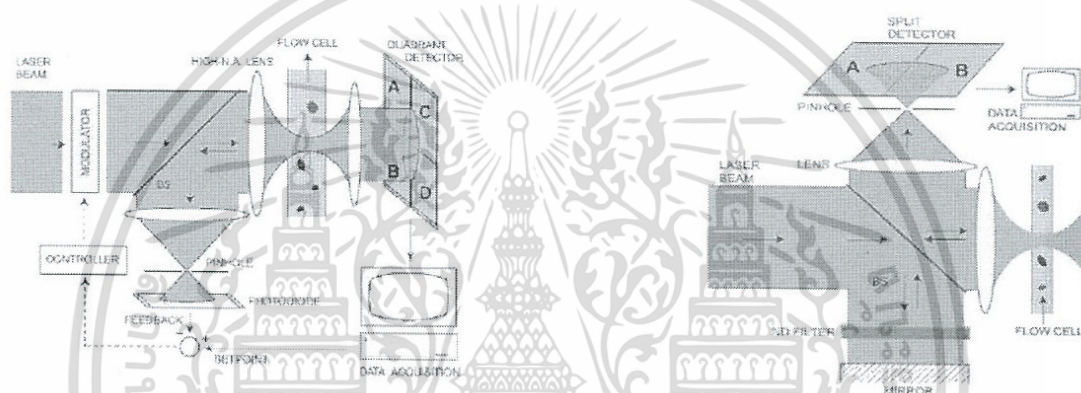 LASER
BEAM
MODULATOR
HIGH-N.A. LENS
FLOW CELL
QUADRANT
DETECTOR
A
C
B
D
BS
CONTROLLER
PINHOLE
PHOTODIODE
FEEDBACK
- +
SETPOINT
DATA ACQUISITION
SPLIT
DETECTOR
A
B
PINHOLE
DATA
ACQUISITION
LENS
LASER
BEAM
BS
ND FILTER
FLOW CELL
MIRROR